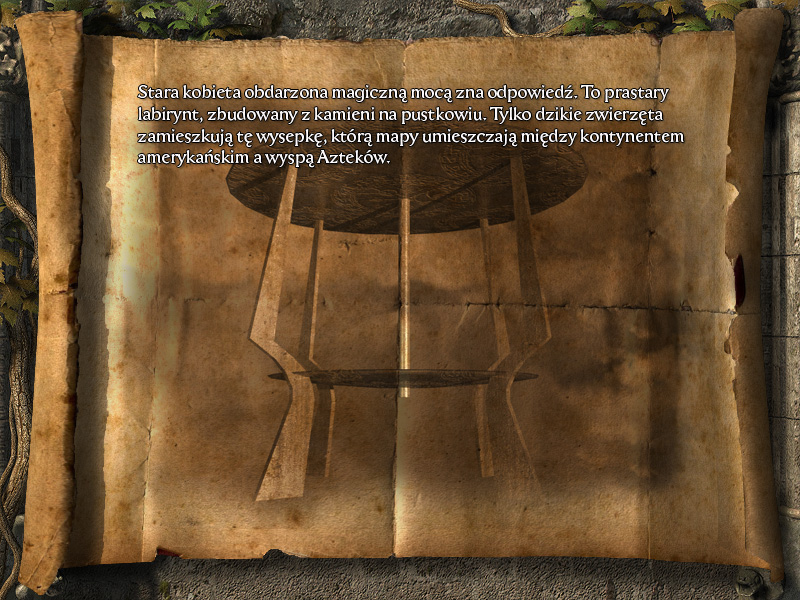 Stara kobieta obdarzona magiczną mocą zna odpowiedź. To prastary
labirynt, zbudowany z kamieni na pustkowiu. Tylko dzikie zwierzęta
zamieszkują tę wysepkę, którą mapy umieszczają między kontynentem
amerykańskim a wyspą Azteków.